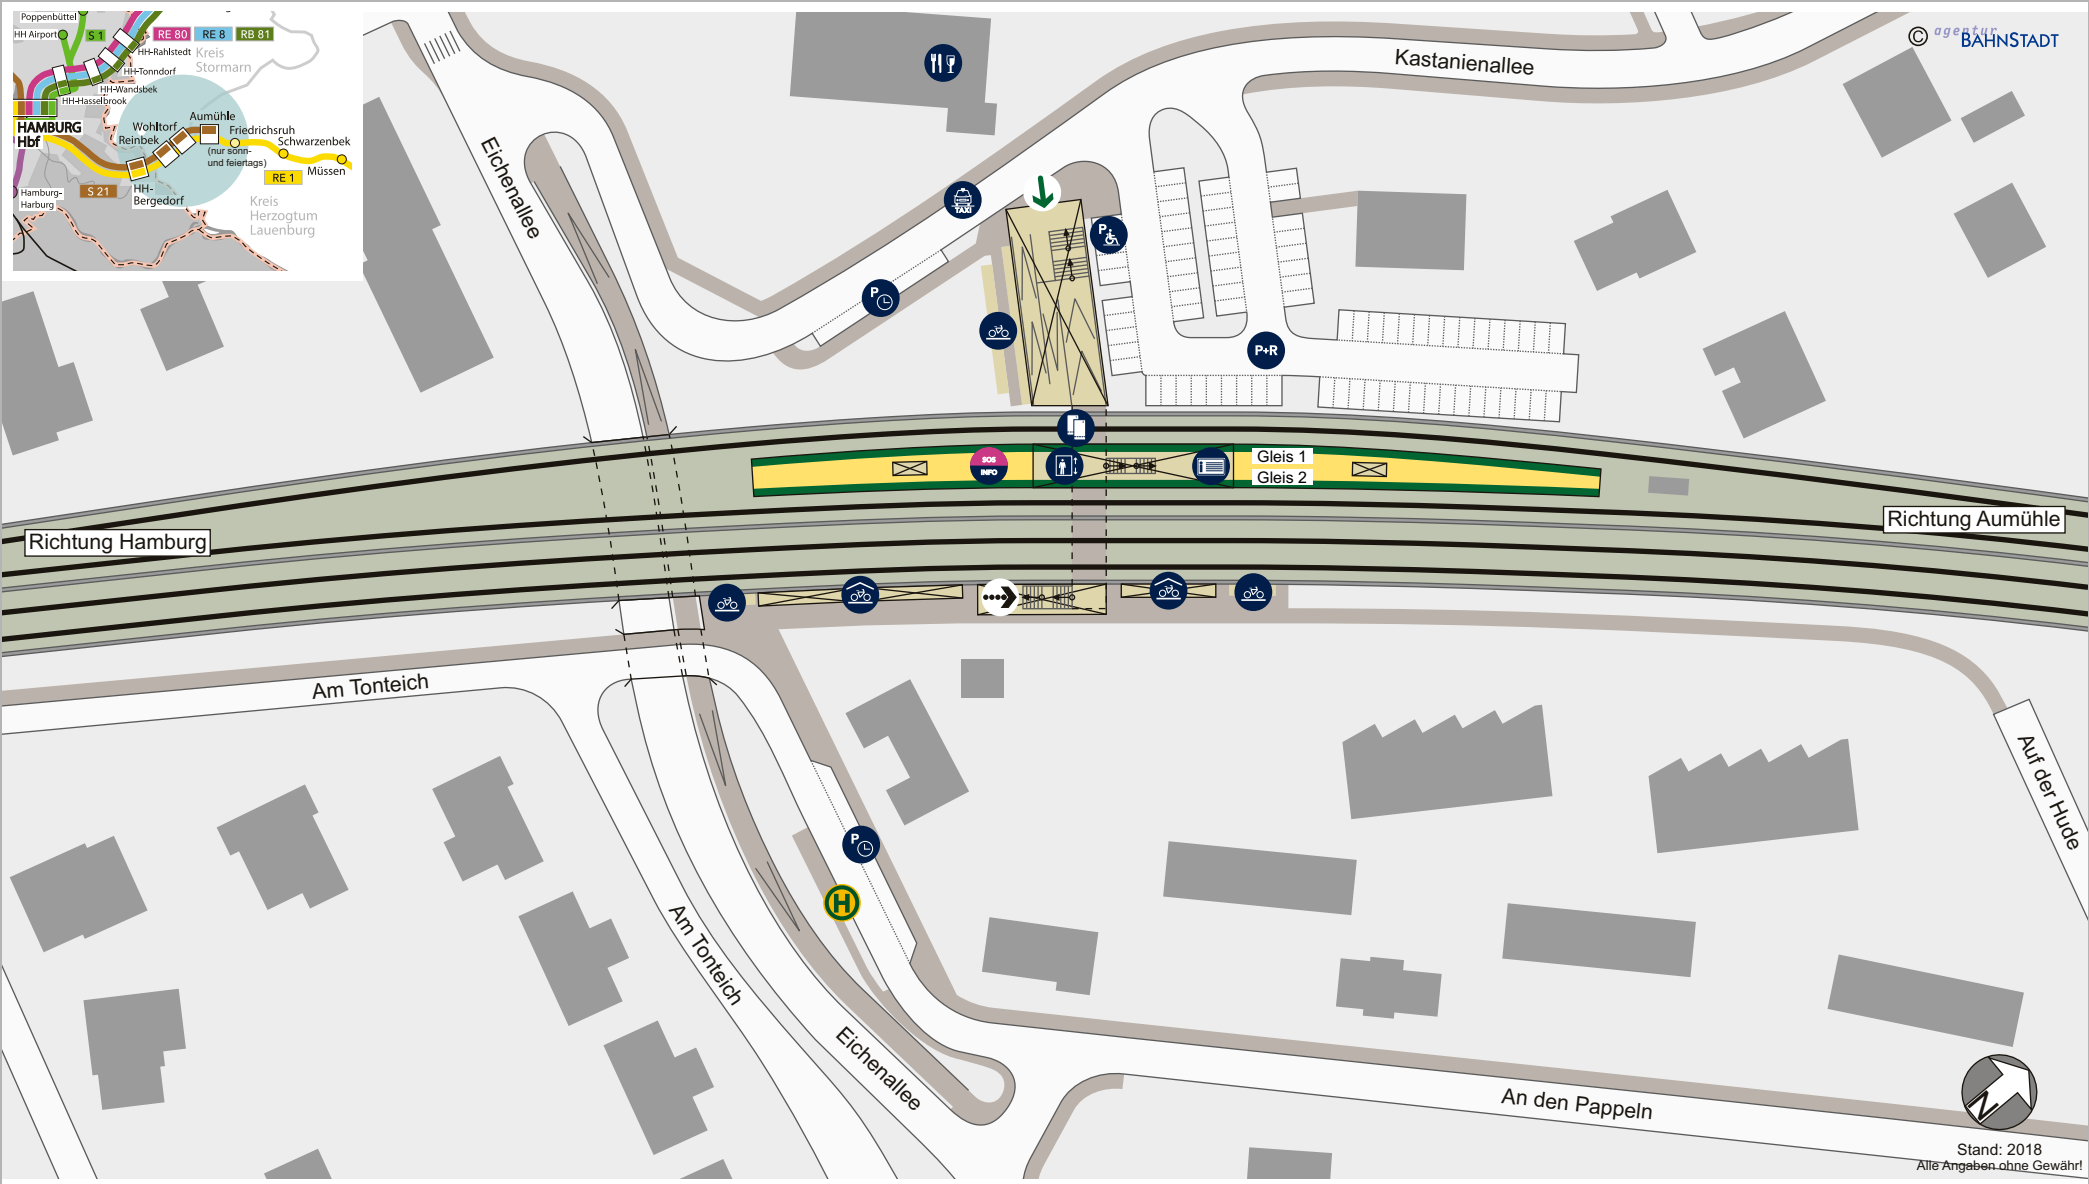 Poppenbüttel
HH Airport
S 1
RE 80
RE 8
RB 81
HH-Rahlstedt
Kreis
Stormarn
HH-Tonndorf
HH-Wandsbek
HH-Hasselbrook
HAMBURG
Hbf
Wohltorf
Aumühle
Reinbek
Friedrichsruh
(nur sonn-
und feiertags)
Schwarzenbek
RE 1
Müssen
S 21
HH-
Bergedorf
Hamburg-
Harburg
Kreis
Herzogtum
Lauenburg
© agentur
BAHNSTADT
Kastanienallee
Eichenallee
TAXI
P
P
P+R
SOS
INFO
Gleis 1
Gleis 2
Richtung Hamburg
Richtung Aumühle
Am Tonteich
Auf der Hude
P
H
Am Tonteich
Eichenallee
An den Pappeln
N
Stand: 2018
Alle Angaben ohne Gewähr!